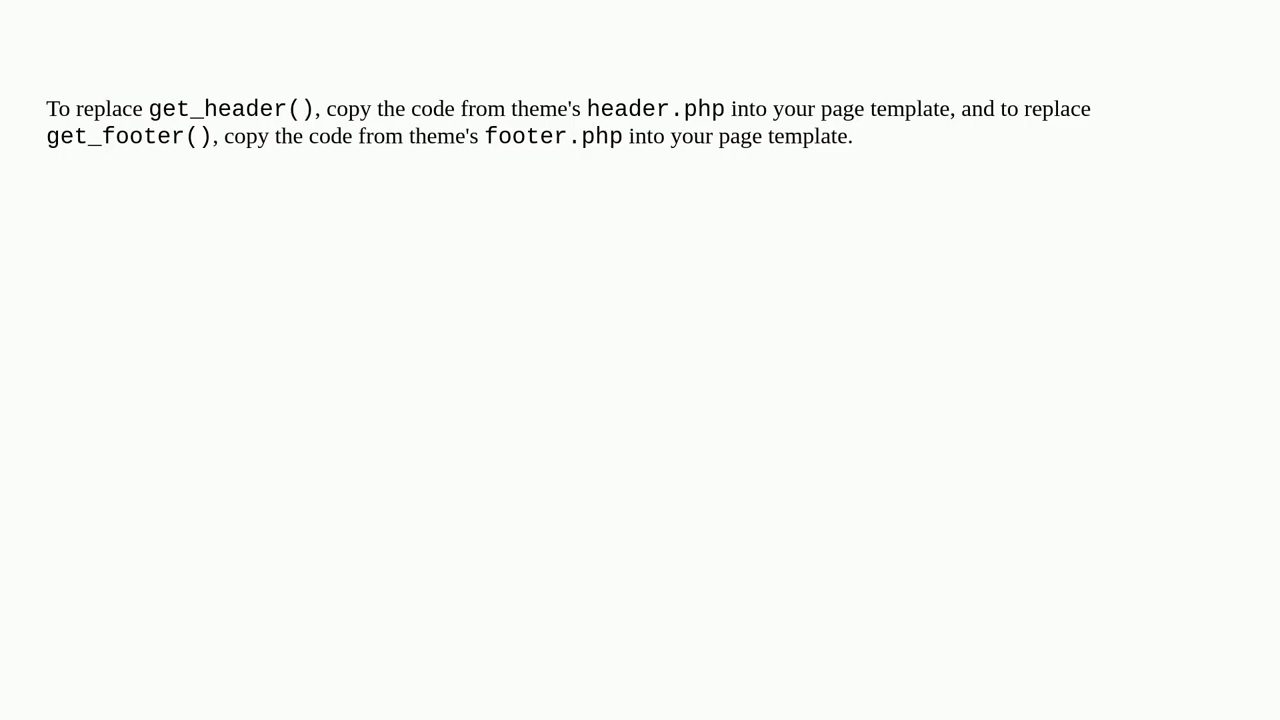 To replace get_header(), copy the code from theme's header.php into your page template, and to replace
get_footer(), copy the code from theme's footer.php into your page template.